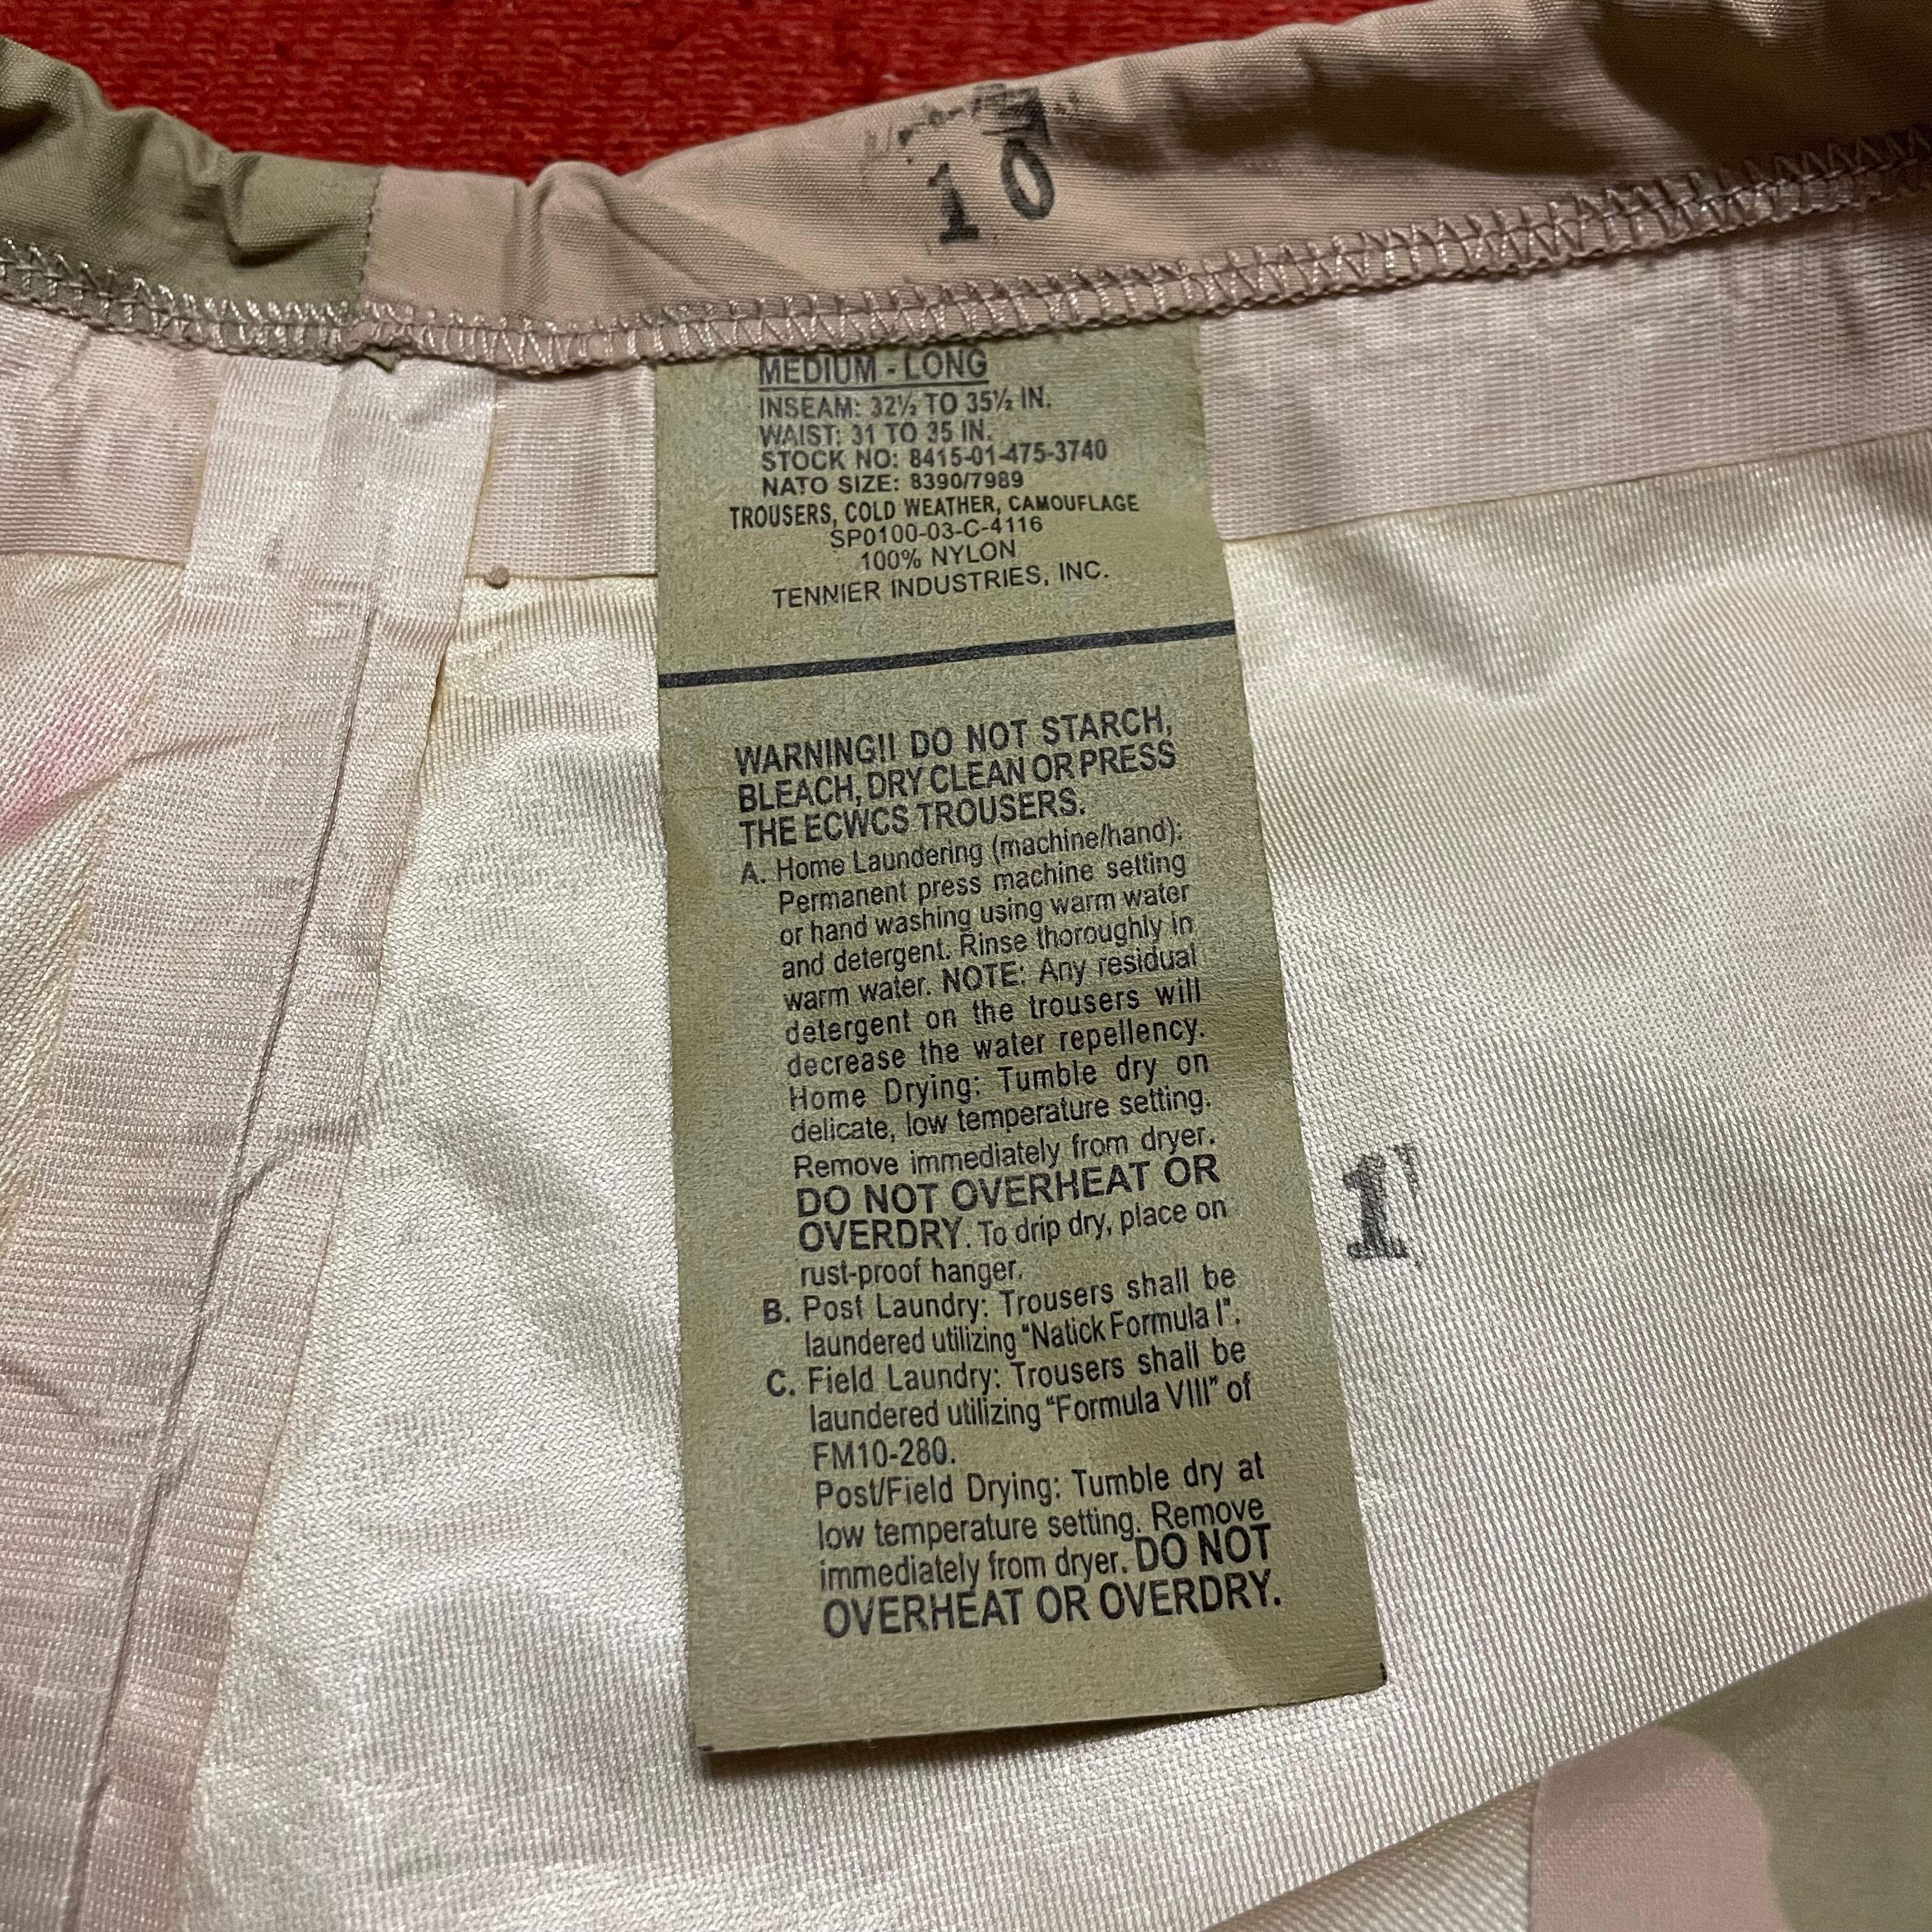 10
MEDIUM - LONG
INSEAM: 32½ TO 35½ IN.
WAIST: 31 TO 35 IN.
STOCK NO: 8415-01-475-3740
NATO SIZE: 8390/7989
TROUSERS, COLD WEATHER, CAMOUFLAGE
SP0100-03-C-4116
100% NYLON
TENNIER INDUSTRIES, INC.
WARNING!! DO NOT STARCH,
BLEACH, DRY CLEAN OR PRESS
THE ECWCS TROUSERS.
A. Home Laundering (machine/hand):
Permanent press machine setting
or hand washing using warm water
and detergent. Rinse thoroughly in
warm water. NOTE: Any residual
detergent on the trousers will
decrease the water repellency.
Home Drying: Tumble dry on
delicate, low temperature setting.
Remove immediately from dryer.
DO NOT OVERHEAT OR
OVERDRY. To drip dry, place on
rust-proof hanger.
B. Post Laundry: Trousers shall be
laundered utilizing "Natick Formula I".
C. Field Laundry: Trousers shall be
laundered utilizing "Formula VIII" of
FM10-280.
Post/Field Drying: Tumble dry at
low temperature setting. Remove
immediately from dryer. DO NOT
OVERHEAT OR OVERDRY.
1